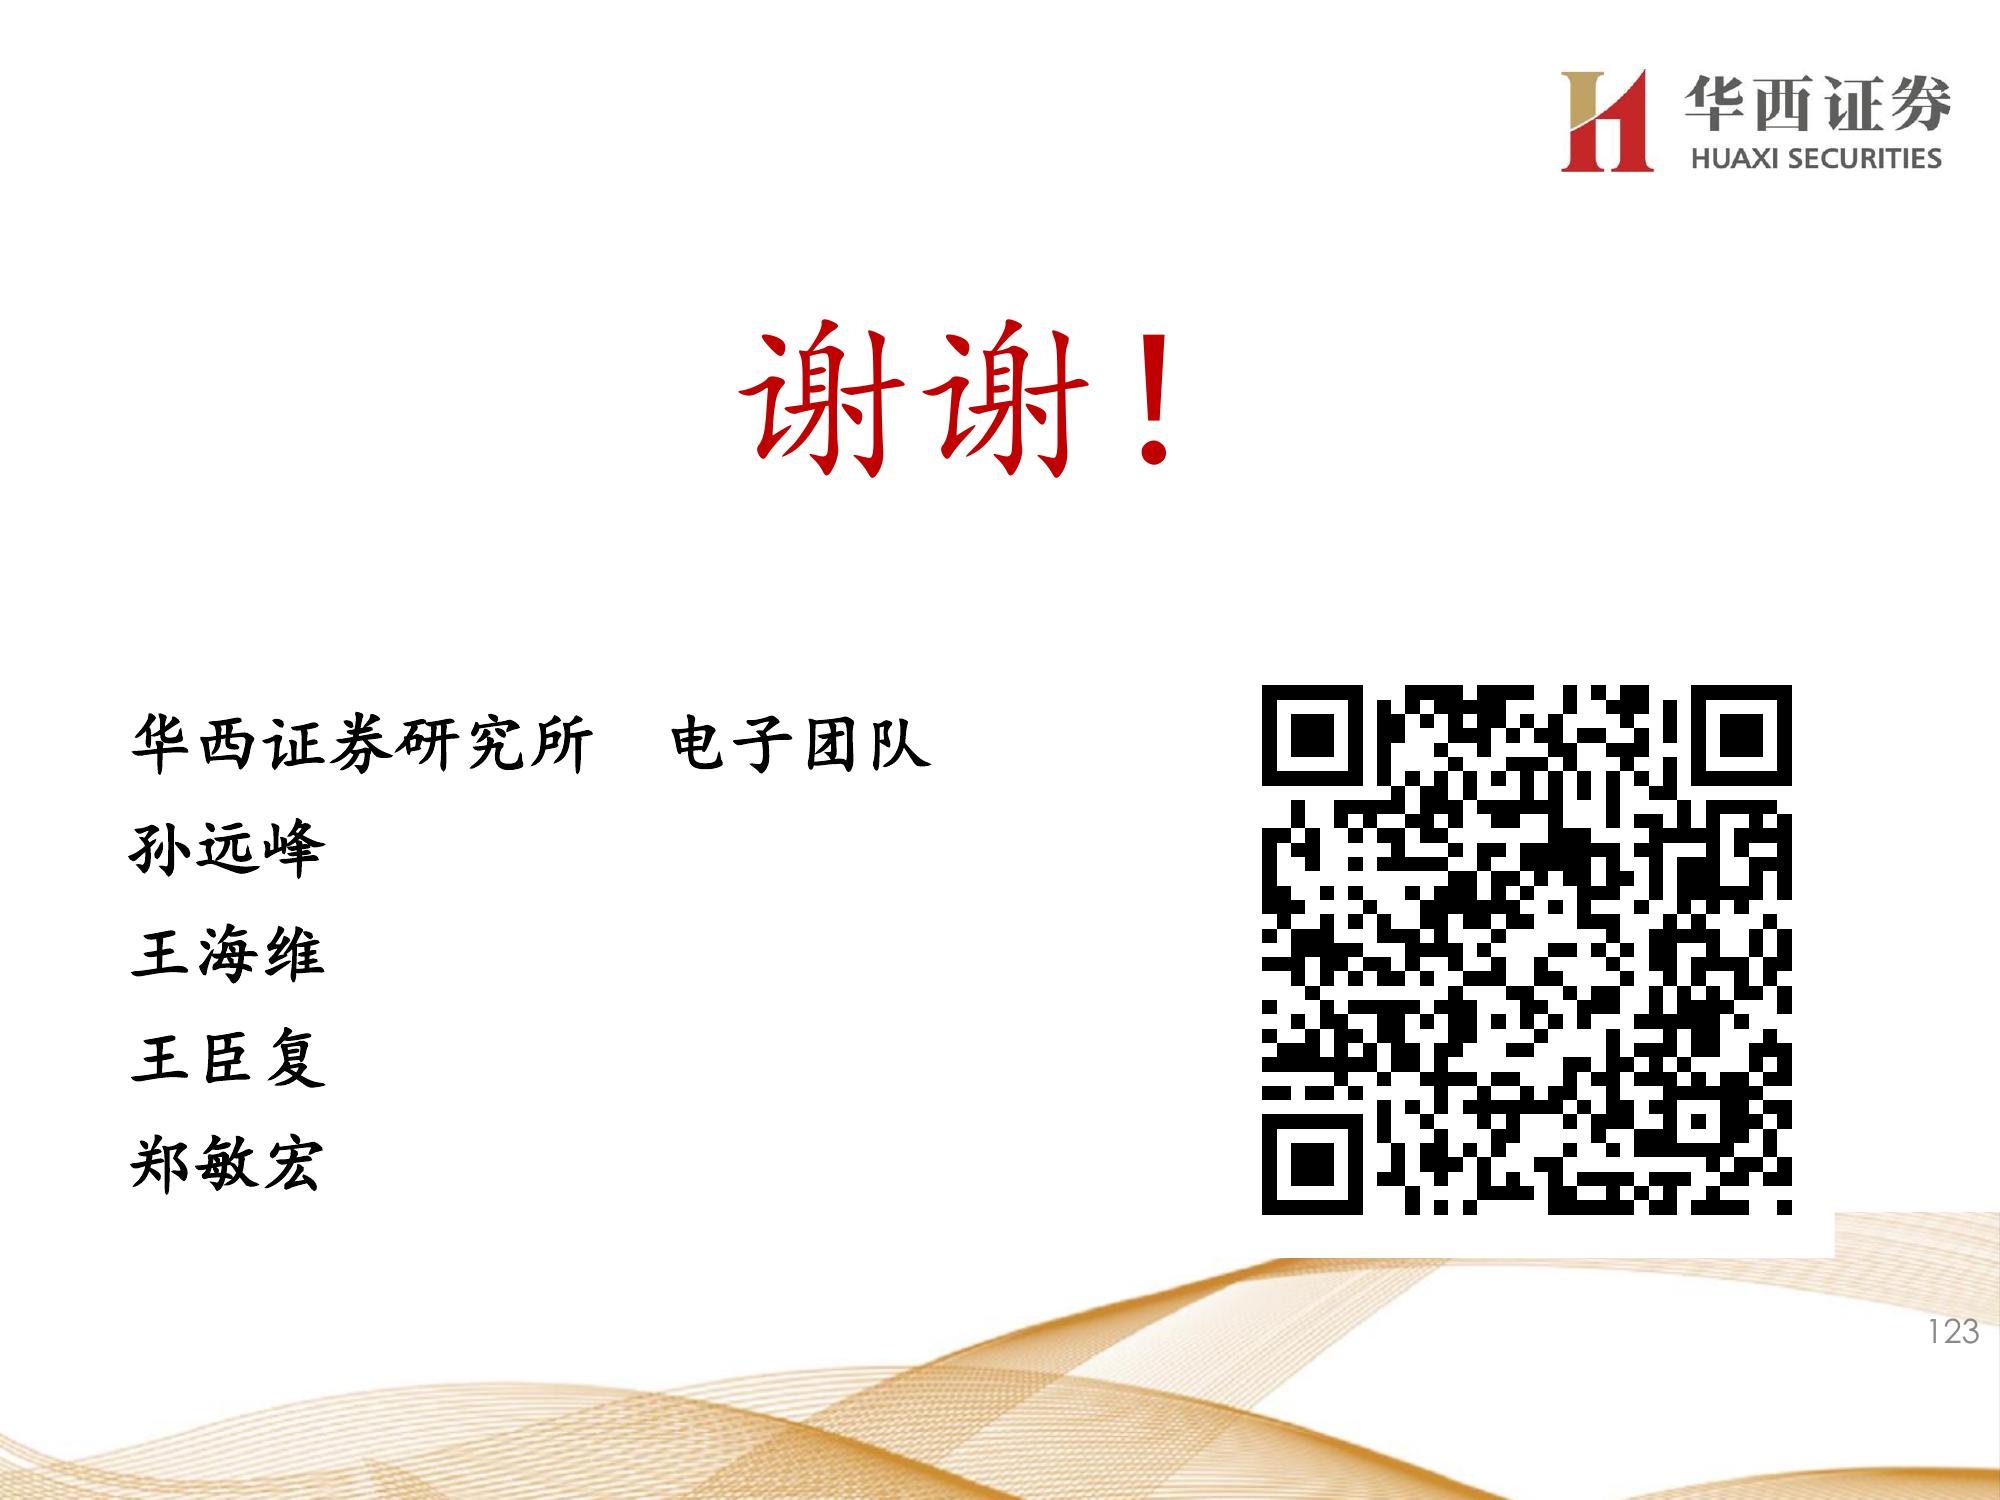 华西证券
HUAXI SECURITIES
谢谢！
华西证券研究所 电子团队
孙远峰
王海维
王臣复
郑敏宏
123